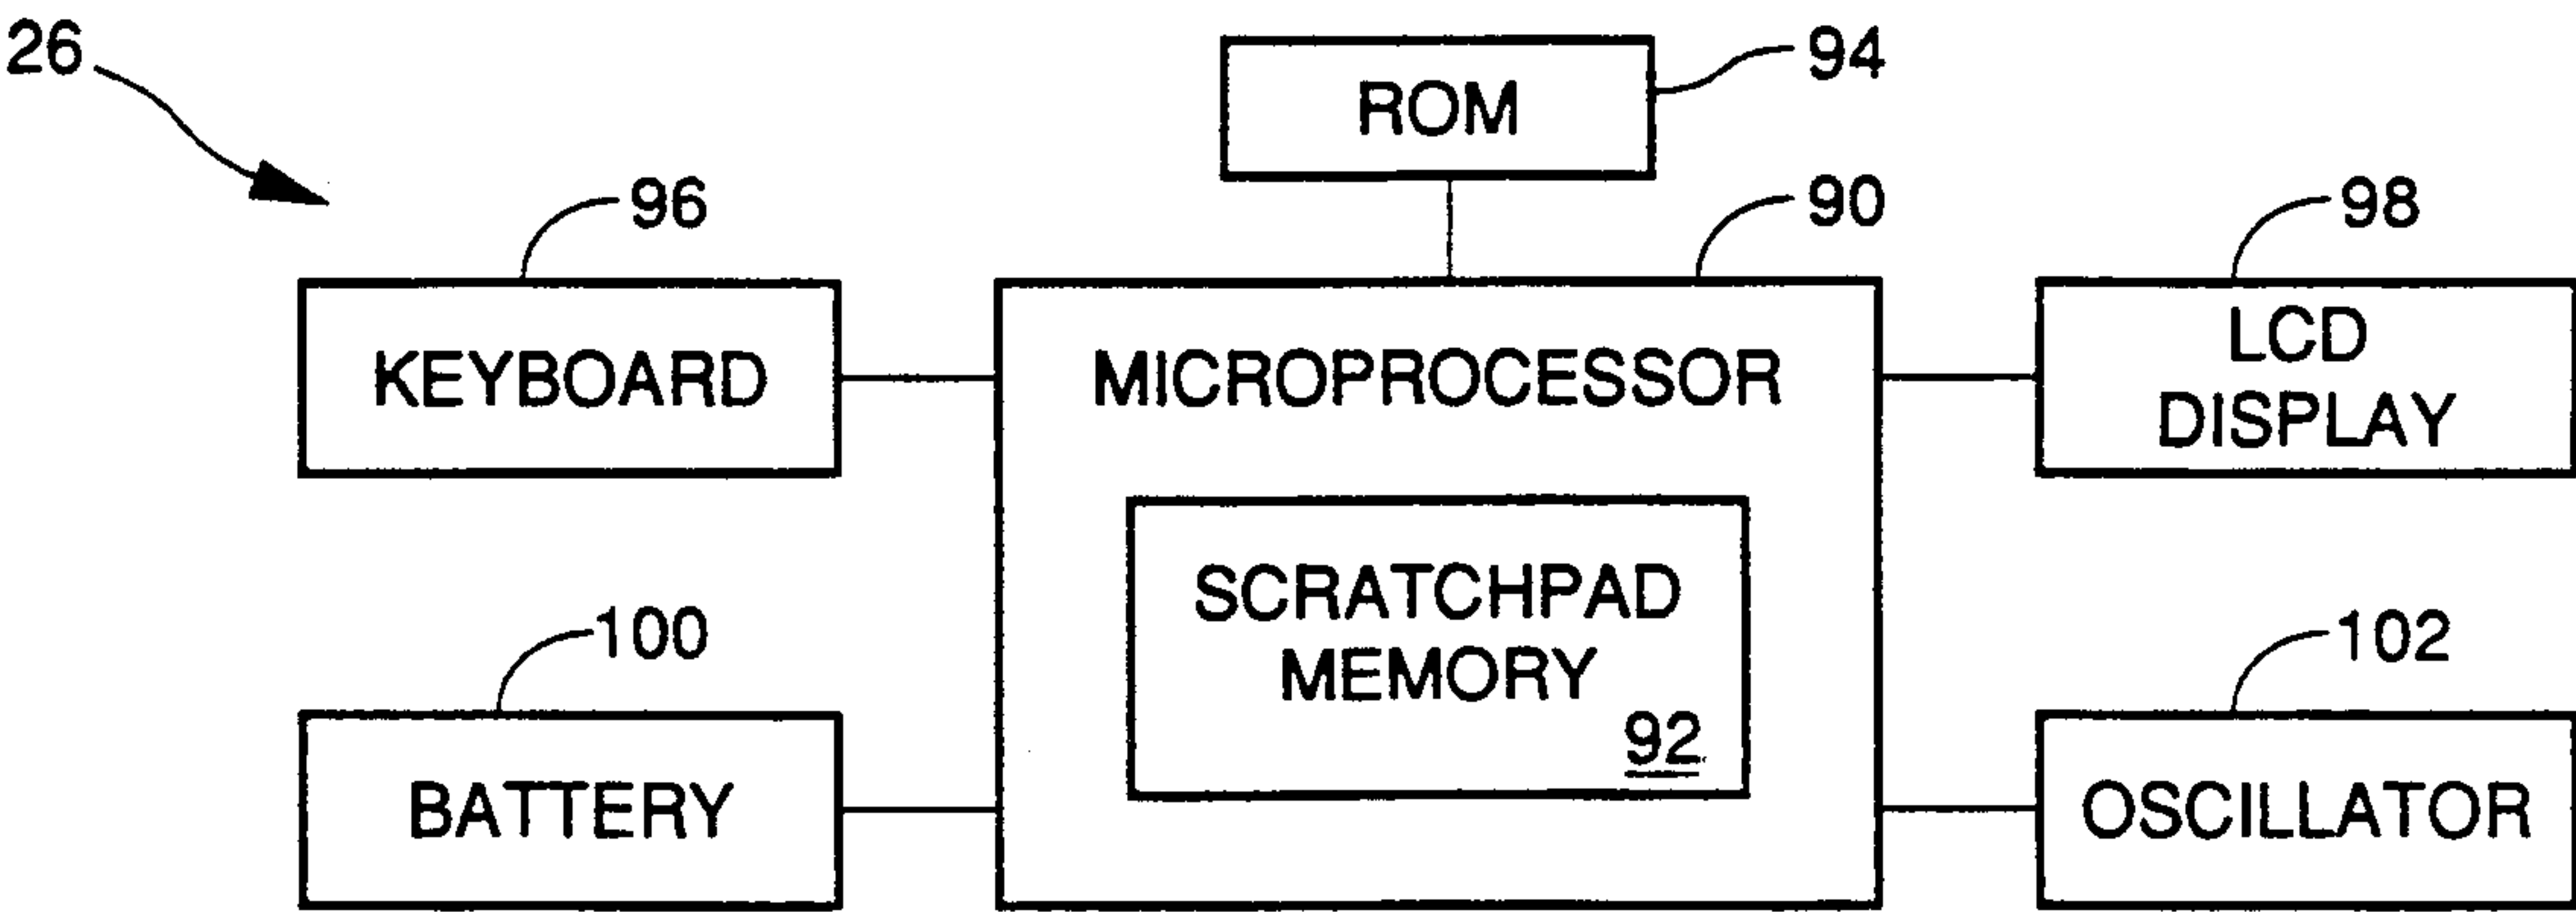 26
ROM
94
96
90
98
KEYBOARD
MICROPROCESSOR
LCD
DISPLAY
SCRATCHPAD
MEMORY
92
100
102
BATTERY
OSCILLATOR